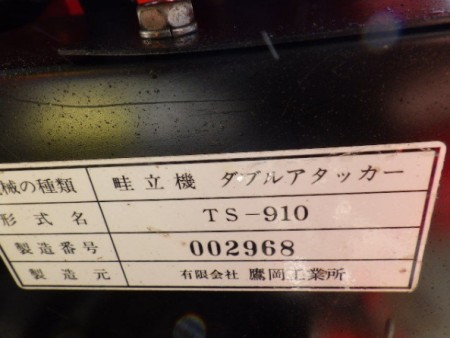 械の種類 畦立機 ダブルアタッカー
形式名 TS-910
製造番号 002968
製造元 有限会社 鷹岡工業所